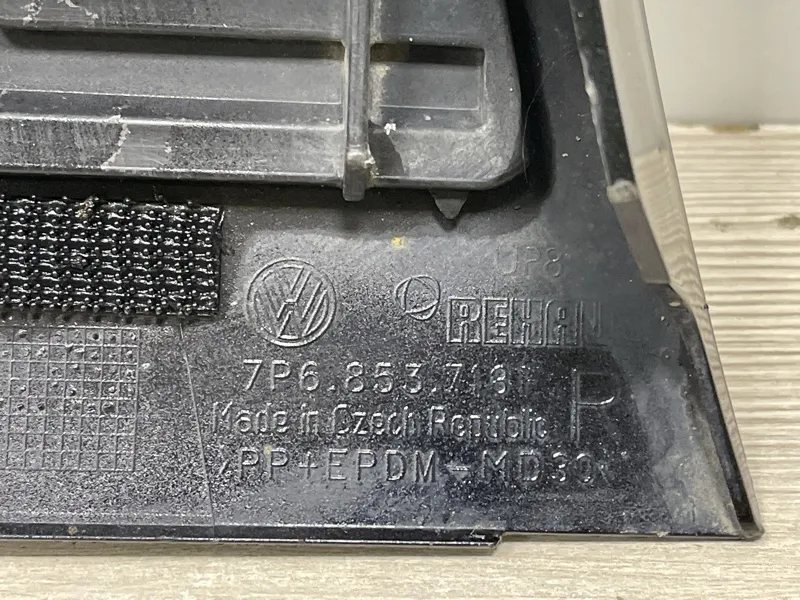 UP8
REHAU
7P6.853.718
Made in Czech Republic
P
>PP+EPDM-MD30<